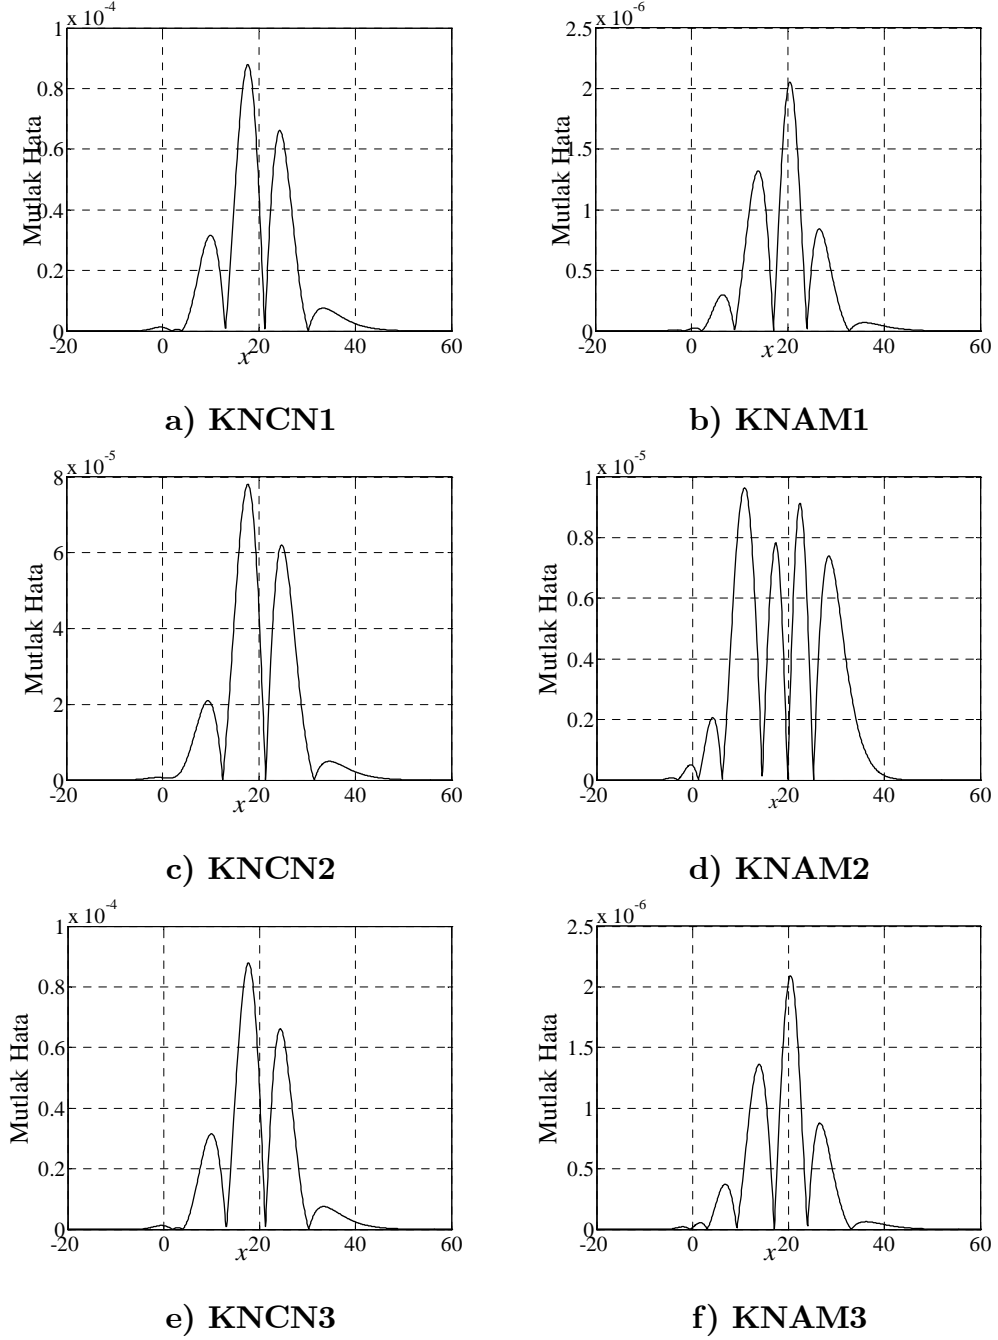 x 10-4
1
0.8
0.6
0.4
0.2
0
-20
0
20
40
60
Mutlak Hata
x
a) KNCN1
x 10-6
2.5
2
1.5
1
0.5
0
-20
0
20
40
60
Mutlak Hata
x
b) KNAM1
x 10-5
8
6
4
2
0
-20
0
20
40
60
Mutlak Hata
x
c) KNCN2
x 10-5
1
0.8
0.6
0.4
0.2
0
-20
0
20
40
60
Mutlak Hata
x
d) KNAM2
x 10-4
1
0.8
0.6
0.4
0.2
0
-20
0
20
40
60
Mutlak Hata
x
e) KNCN3
x 10-6
2.5
2
1.5
1
0.5
0
-20
0
20
40
60
Mutlak Hata
x
f) KNAM3